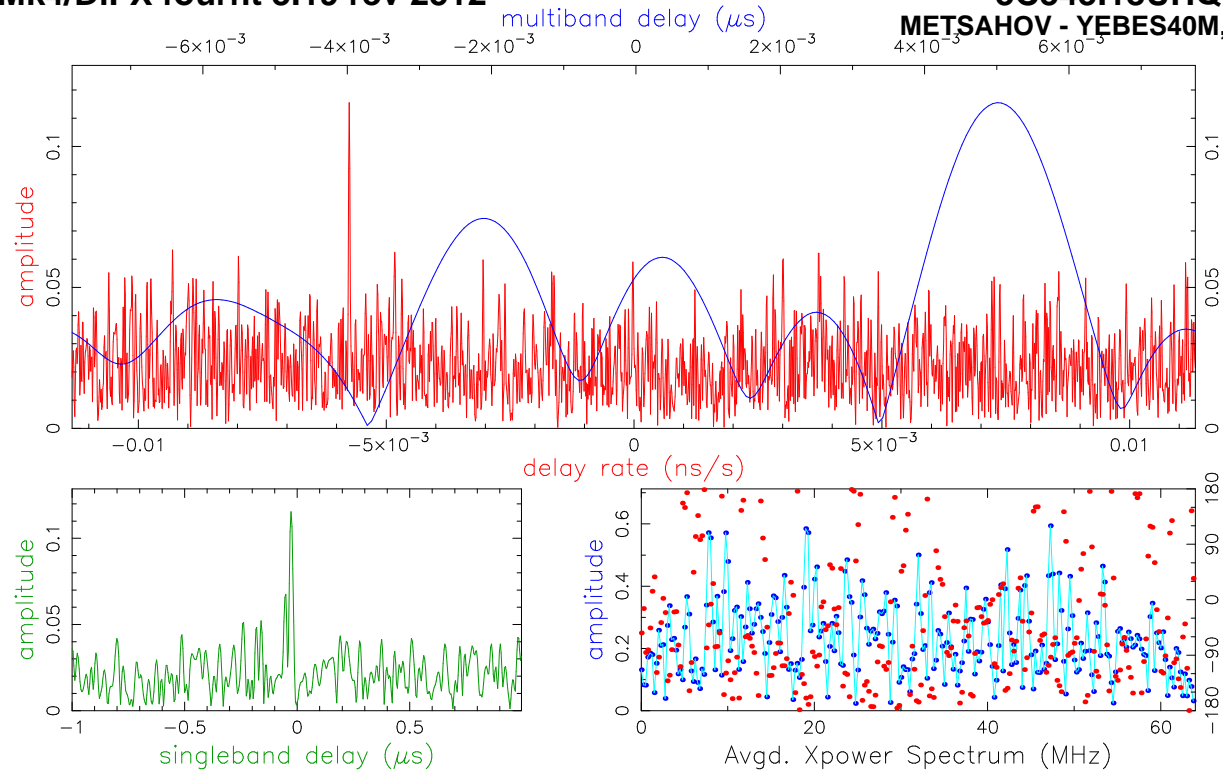 multiband delay (μs)
METSAHOV - YEBES40M,
−6×10⁻³ −4×10⁻³ −2×10⁻³ 0 2×10⁻³ 4×10⁻³ 6×10⁻³
amplitude
0 0.05 0.1
0 0.05 0.1
−0.01 −5×10⁻³ 0 5×10⁻³ 0.01
delay rate (ns/s)
amplitude
0 0.05 0.1
−1 −0.5 0 0.5
singleband delay (μs)
amplitude
0 0.2 0.4 0.6
−180 −90 0 90 180
0 20 40 60
Avgd. Xpower Spectrum (MHz)